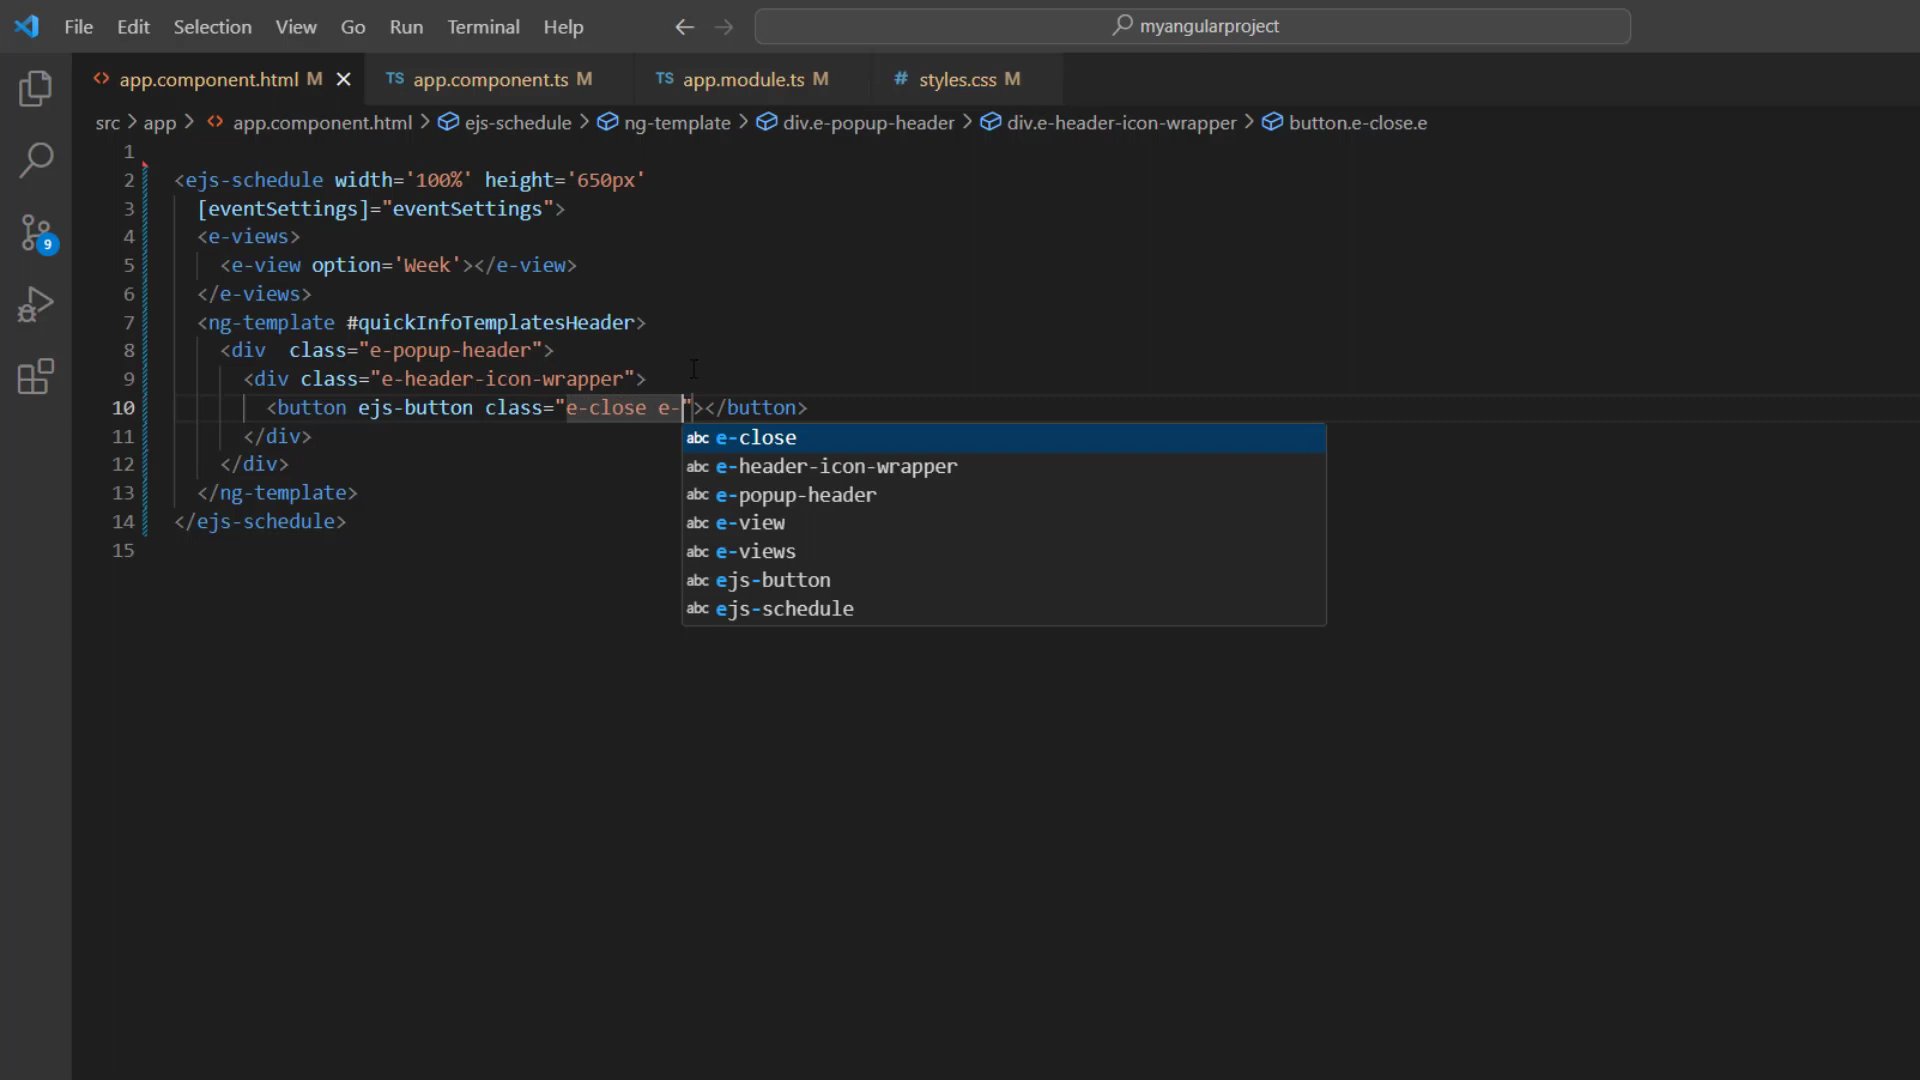 File Edit Selection View Go Run Terminal Help myangularproject
app.component.html M TS app.component.ts M TS app.module.ts M # styles.css M
src > app > app.component.html > ejs-schedule > ng-template > div.e-popup-header > div.e-header-icon-wrapper > button.e-close.e
1
2 <ejs-schedule width='100%' height='650px'
3 [eventSettings]="eventSettings">
4 <e-views>
5 <e-view option='Week'></e-view>
6 </e-views>
7 <ng-template #quickInfoTemplatesHeader>
8 <div  class="e-popup-header">
9 <div class="e-header-icon-wrapper">
10 <button ejs-button class="e-close e-"></button>
11 </div>
12 </div>
13 </ng-template>
14 </ejs-schedule>
15
abc e-close
abc e-header-icon-wrapper
abc e-popup-header
abc e-view
abc e-views
abc ejs-button
abc ejs-schedule
9